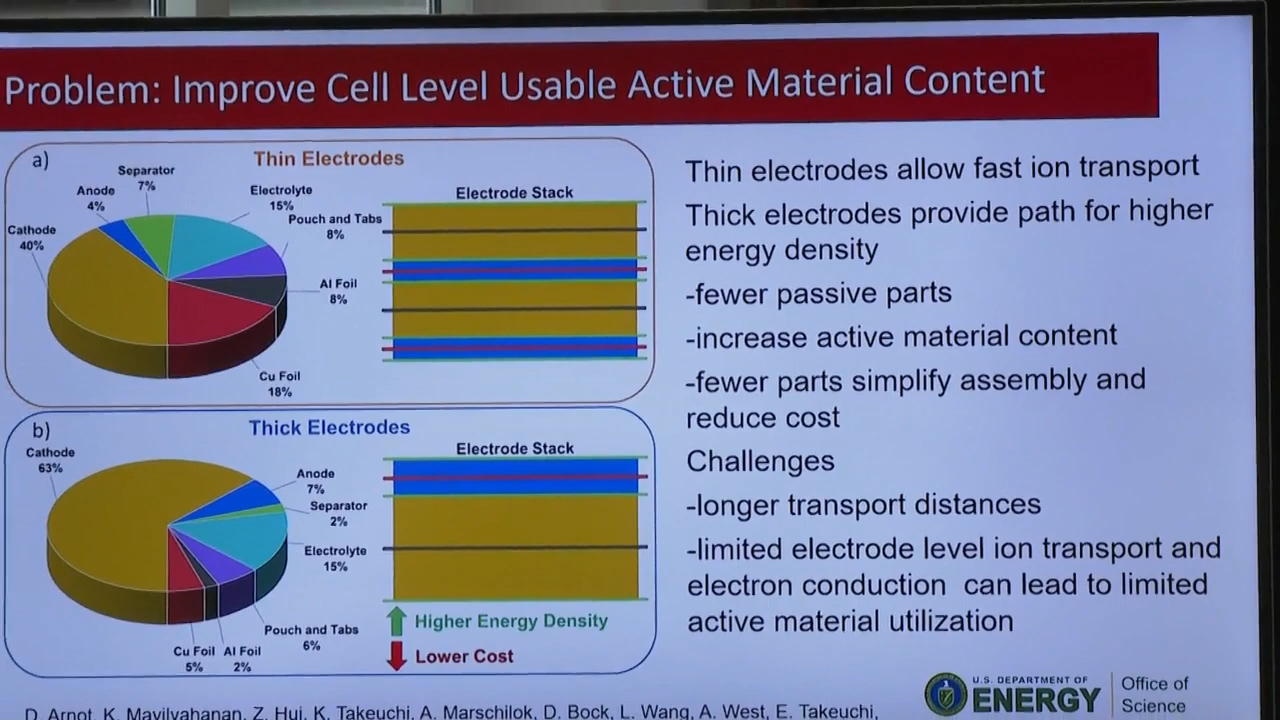 Problem: Improve Cell Level Usable Active Material Content
a)
Thin Electrodes
Separator
7%
Anode
4%
Electrolyte
15%
Pouch and Tabs
8%
Cathode
40%
Al Foil
8%
Cu Foil
18%
Electrode Stack
b)
Thick Electrodes
Cathode
63%
Anode
7%
Separator
2%
Electrolyte
15%
Pouch and Tabs
6%
Cu Foil
5%
Al Foil
2%
Electrode Stack
Higher Energy Density
Lower Cost
Thin electrodes allow fast ion transport
Thick electrodes provide path for higher
energy density
-fewer passive parts
-increase active material content
-fewer parts simplify assembly and
reduce cost
Challenges
-longer transport distances
-limited electrode level ion transport and
electron conduction can lead to limited
active material utilization
D. Arnot, K. Mayilvahanan, Z. Hui, K. Takeuchi, A. Marschilok, D. Bock, L. Wang, A. West, E. Takeuchi,
U.S. DEPARTMENT OF
ENERGY
Office of
Science